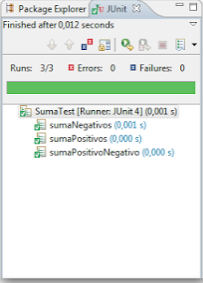 Package Explorer JUnit
Finished after 0,012 seconds
Runs: 3/3 Errors: 0 Failures: 0
SumaTest [Runner: JUnit 4] (0,001 s)
sumaNegativos (0,001 s)
sumaPositivos (0,000 s)
sumaPositivoNegativo (0,000 s)